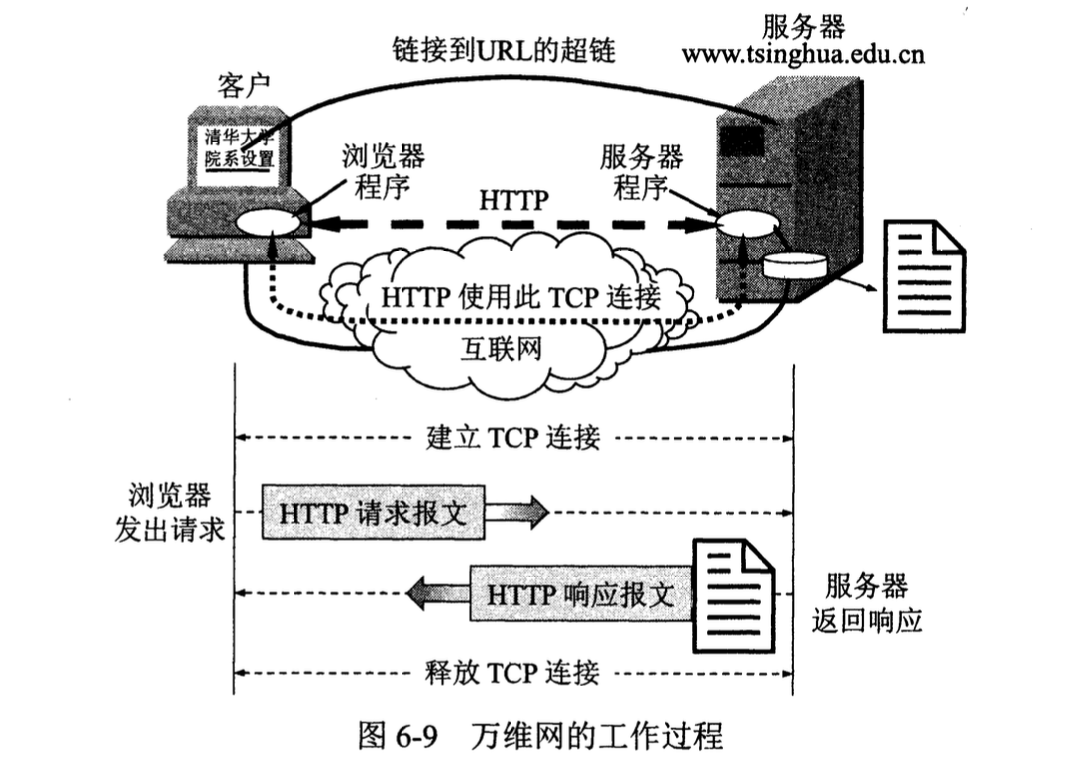 链接到URL的超链
服务器
www.tsinghua.edu.cn
客户
清华大学
院系设置
浏览器
程序
服务器
程序
HTTP
HTTP 使用此 TCP 连接
互联网
建立 TCP 连接
浏览器
发出请求
HTTP 请求报文
HTTP 响应报文
服务器
返回响应
释放 TCP 连接
图 6-9 万维网的工作过程